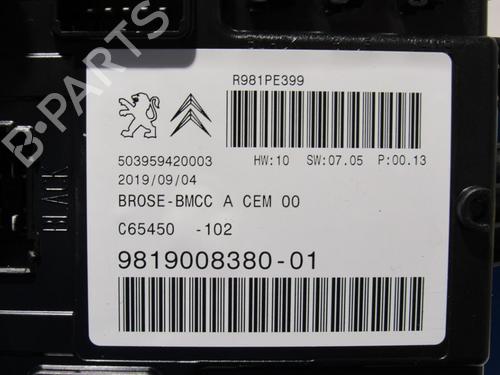 R981PE399
503959420003 HW:10 SW:07.05 P:00.13
2019/09/04
BROSE-BMCC A CEM 00
C65450 -102
9819008380-01
BLACK
B-PARTS